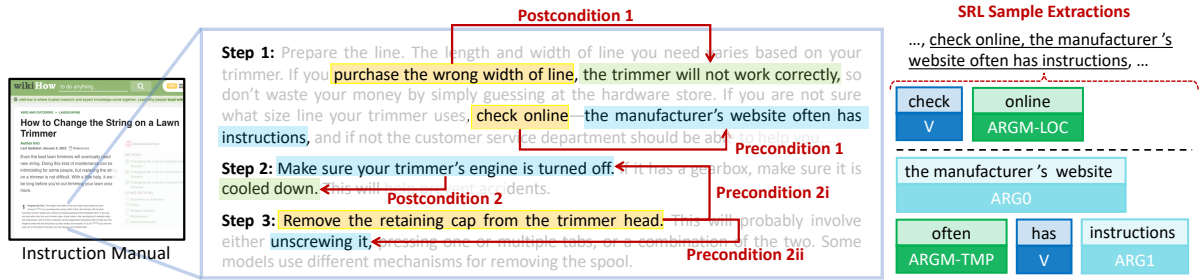 Postcondition 1
SRL Sample Extractions
Step 1: Prepare the line. The length and width of line you need varies based on your
trimmer. If you purchase the wrong width of line, the trimmer will not work correctly, so
don't waste your money by simply guessing at the hardware store. If you are not sure
what size line your trimmer uses, check online—the manufacturer's website often has
instructions, and if not the customer service department should be able to help you.
Precondition 1
Step 2: Make sure your trimmer's engine is turned off. If it has a gearbox, make sure it is
cooled down. This will help prevent accidents.
Postcondition 2
Precondition 2i
Step 3: Remove the retaining cap from the trimmer head. This will probably involve
either unscrewing it, pressing one or multiple tabs, or a combination of the two. Some
models use different mechanisms for removing the spool.
Precondition 2ii
wikiHow to do anything...
How to Change the String on a Lawn
Trimmer
Instruction Manual
..., check online, the manufacturer 's
website often has instructions, ...
check online
V ARGM-LOC
the manufacturer 's website
ARG0
often has instructions
ARGM-TMP V ARG1